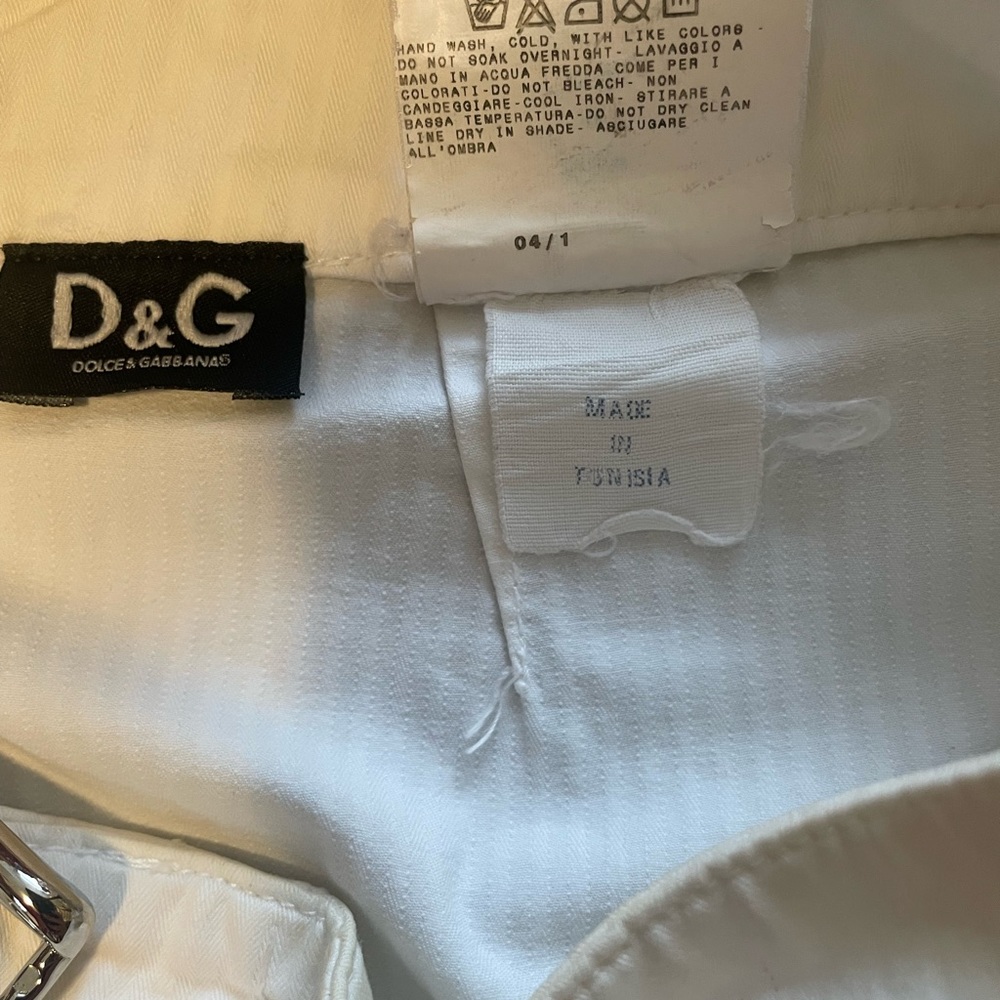 HAND WASH, COLD, WITH LIKE COLORS -
DO NOT SOAK OVERNIGHT- LAVAGGIO A
MANO IN ACQUA FREDDA COME PER I
COLORATI-DO NOT BLEACH- NON
CANDEGGIARE-COOL IRON- STIRARE A
BASSA TEMPERATURA-DO NOT DRY CLEAN
LINE DRY IN SHADE- ASCIUGARE
ALL'OMBRA
04/1
D&G
DOLCE & GABBANAS
MADE
IN
TUNISIA